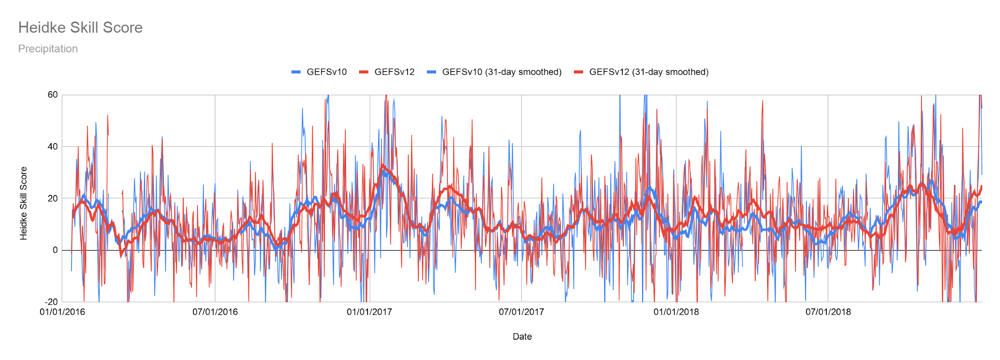 Heidke Skill Score
Precipitation
GEFSv10 GEFSv12 GEFSv10 (31-day smoothed) GEFSv12 (31-day smoothed)
60
40
20
0
-20
Heidke Skill Score
01/01/2016 07/01/2016 01/01/2017 07/01/2017 01/01/2018 07/01/2018
Date